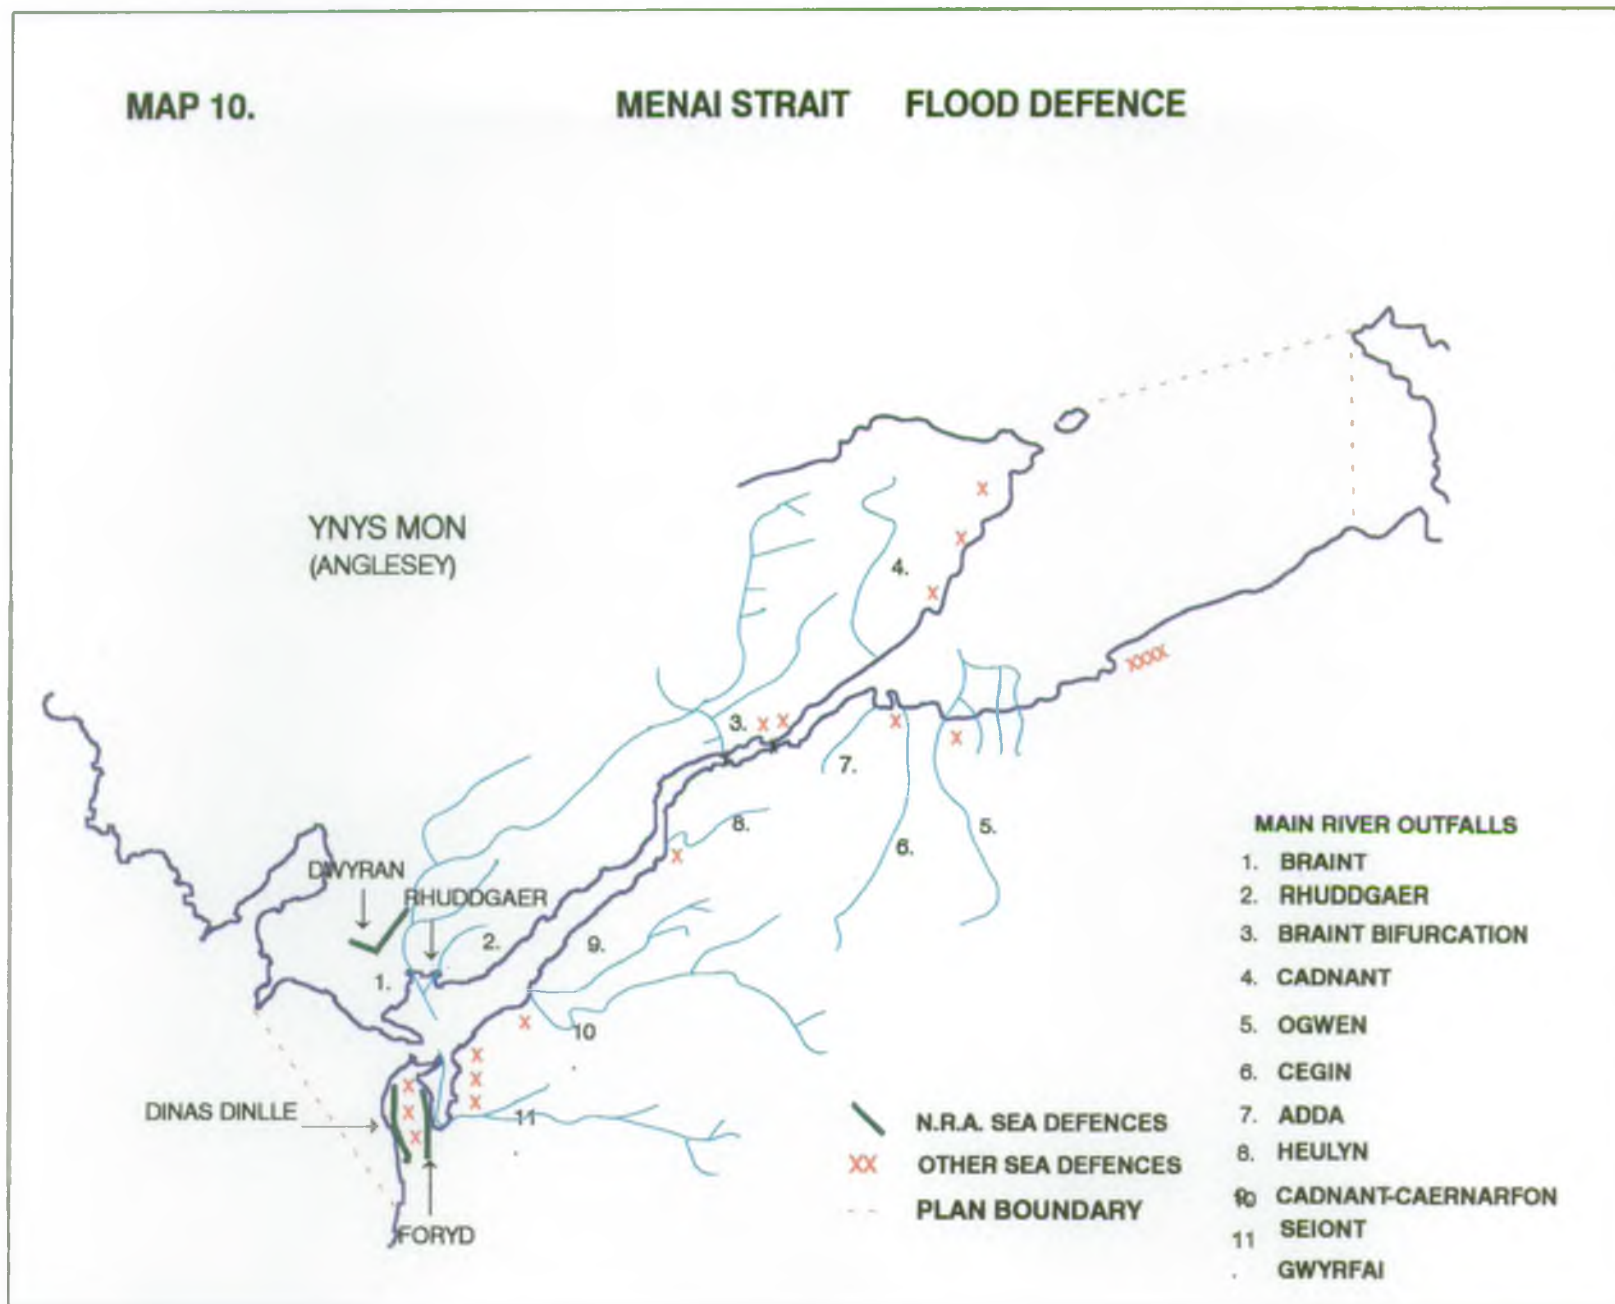 MAP 10. MENAI STRAIT FLOOD DEFENCE
YNYS MON
(ANGLESEY)
4.
3.
7.
8.
5.
6.
DWYRAN
RHUDDGAER
2.
9.
1.
10
DINAS DINLLE
11
FORYD
XXXX
N.R.A. SEA DEFENCES
XX OTHER SEA DEFENCES
PLAN BOUNDARY
MAIN RIVER OUTFALLS
1. BRAINT
2. RHUDDGAER
3. BRAINT BIFURCATION
4. CADNANT
5. OGWEN
6. CEGIN
7. ADDA
8. HEULYN
9. 10 CADNANT-CAERNARFON
11 SEIONT
. GWYRFAI